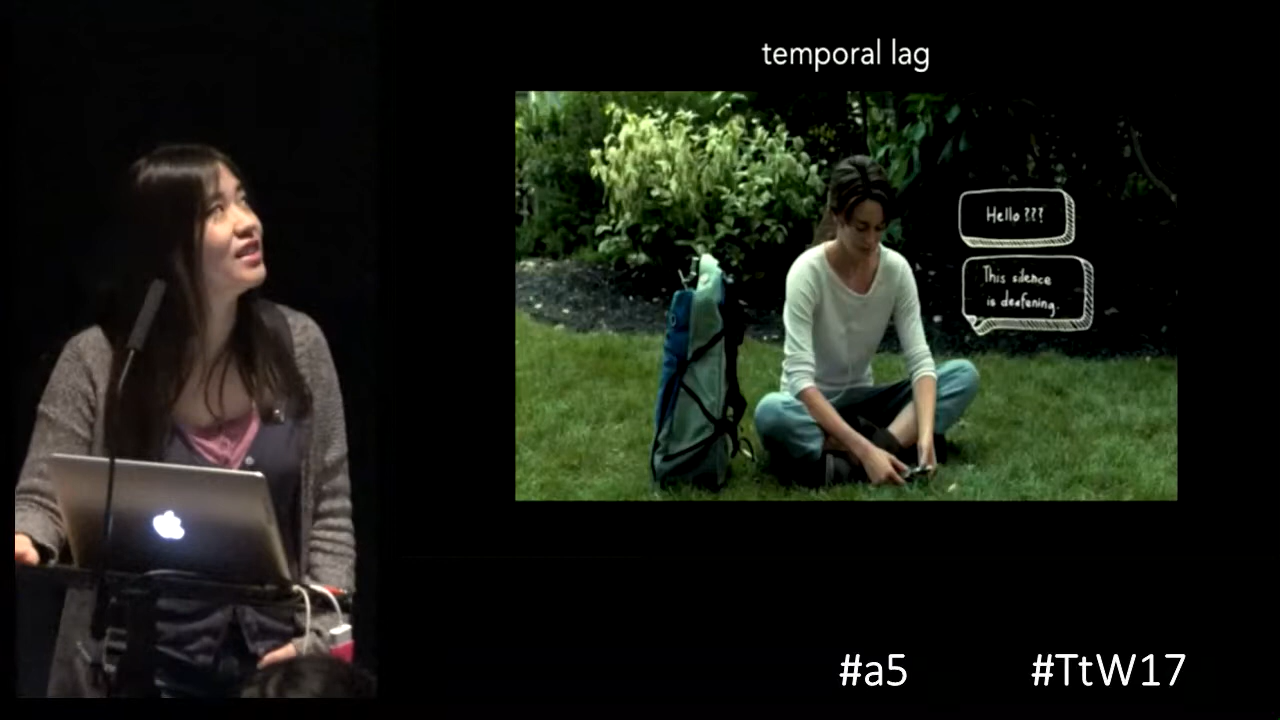 temporal lag
Hello ???
This silence
is deafening.
#a5
#TtW17